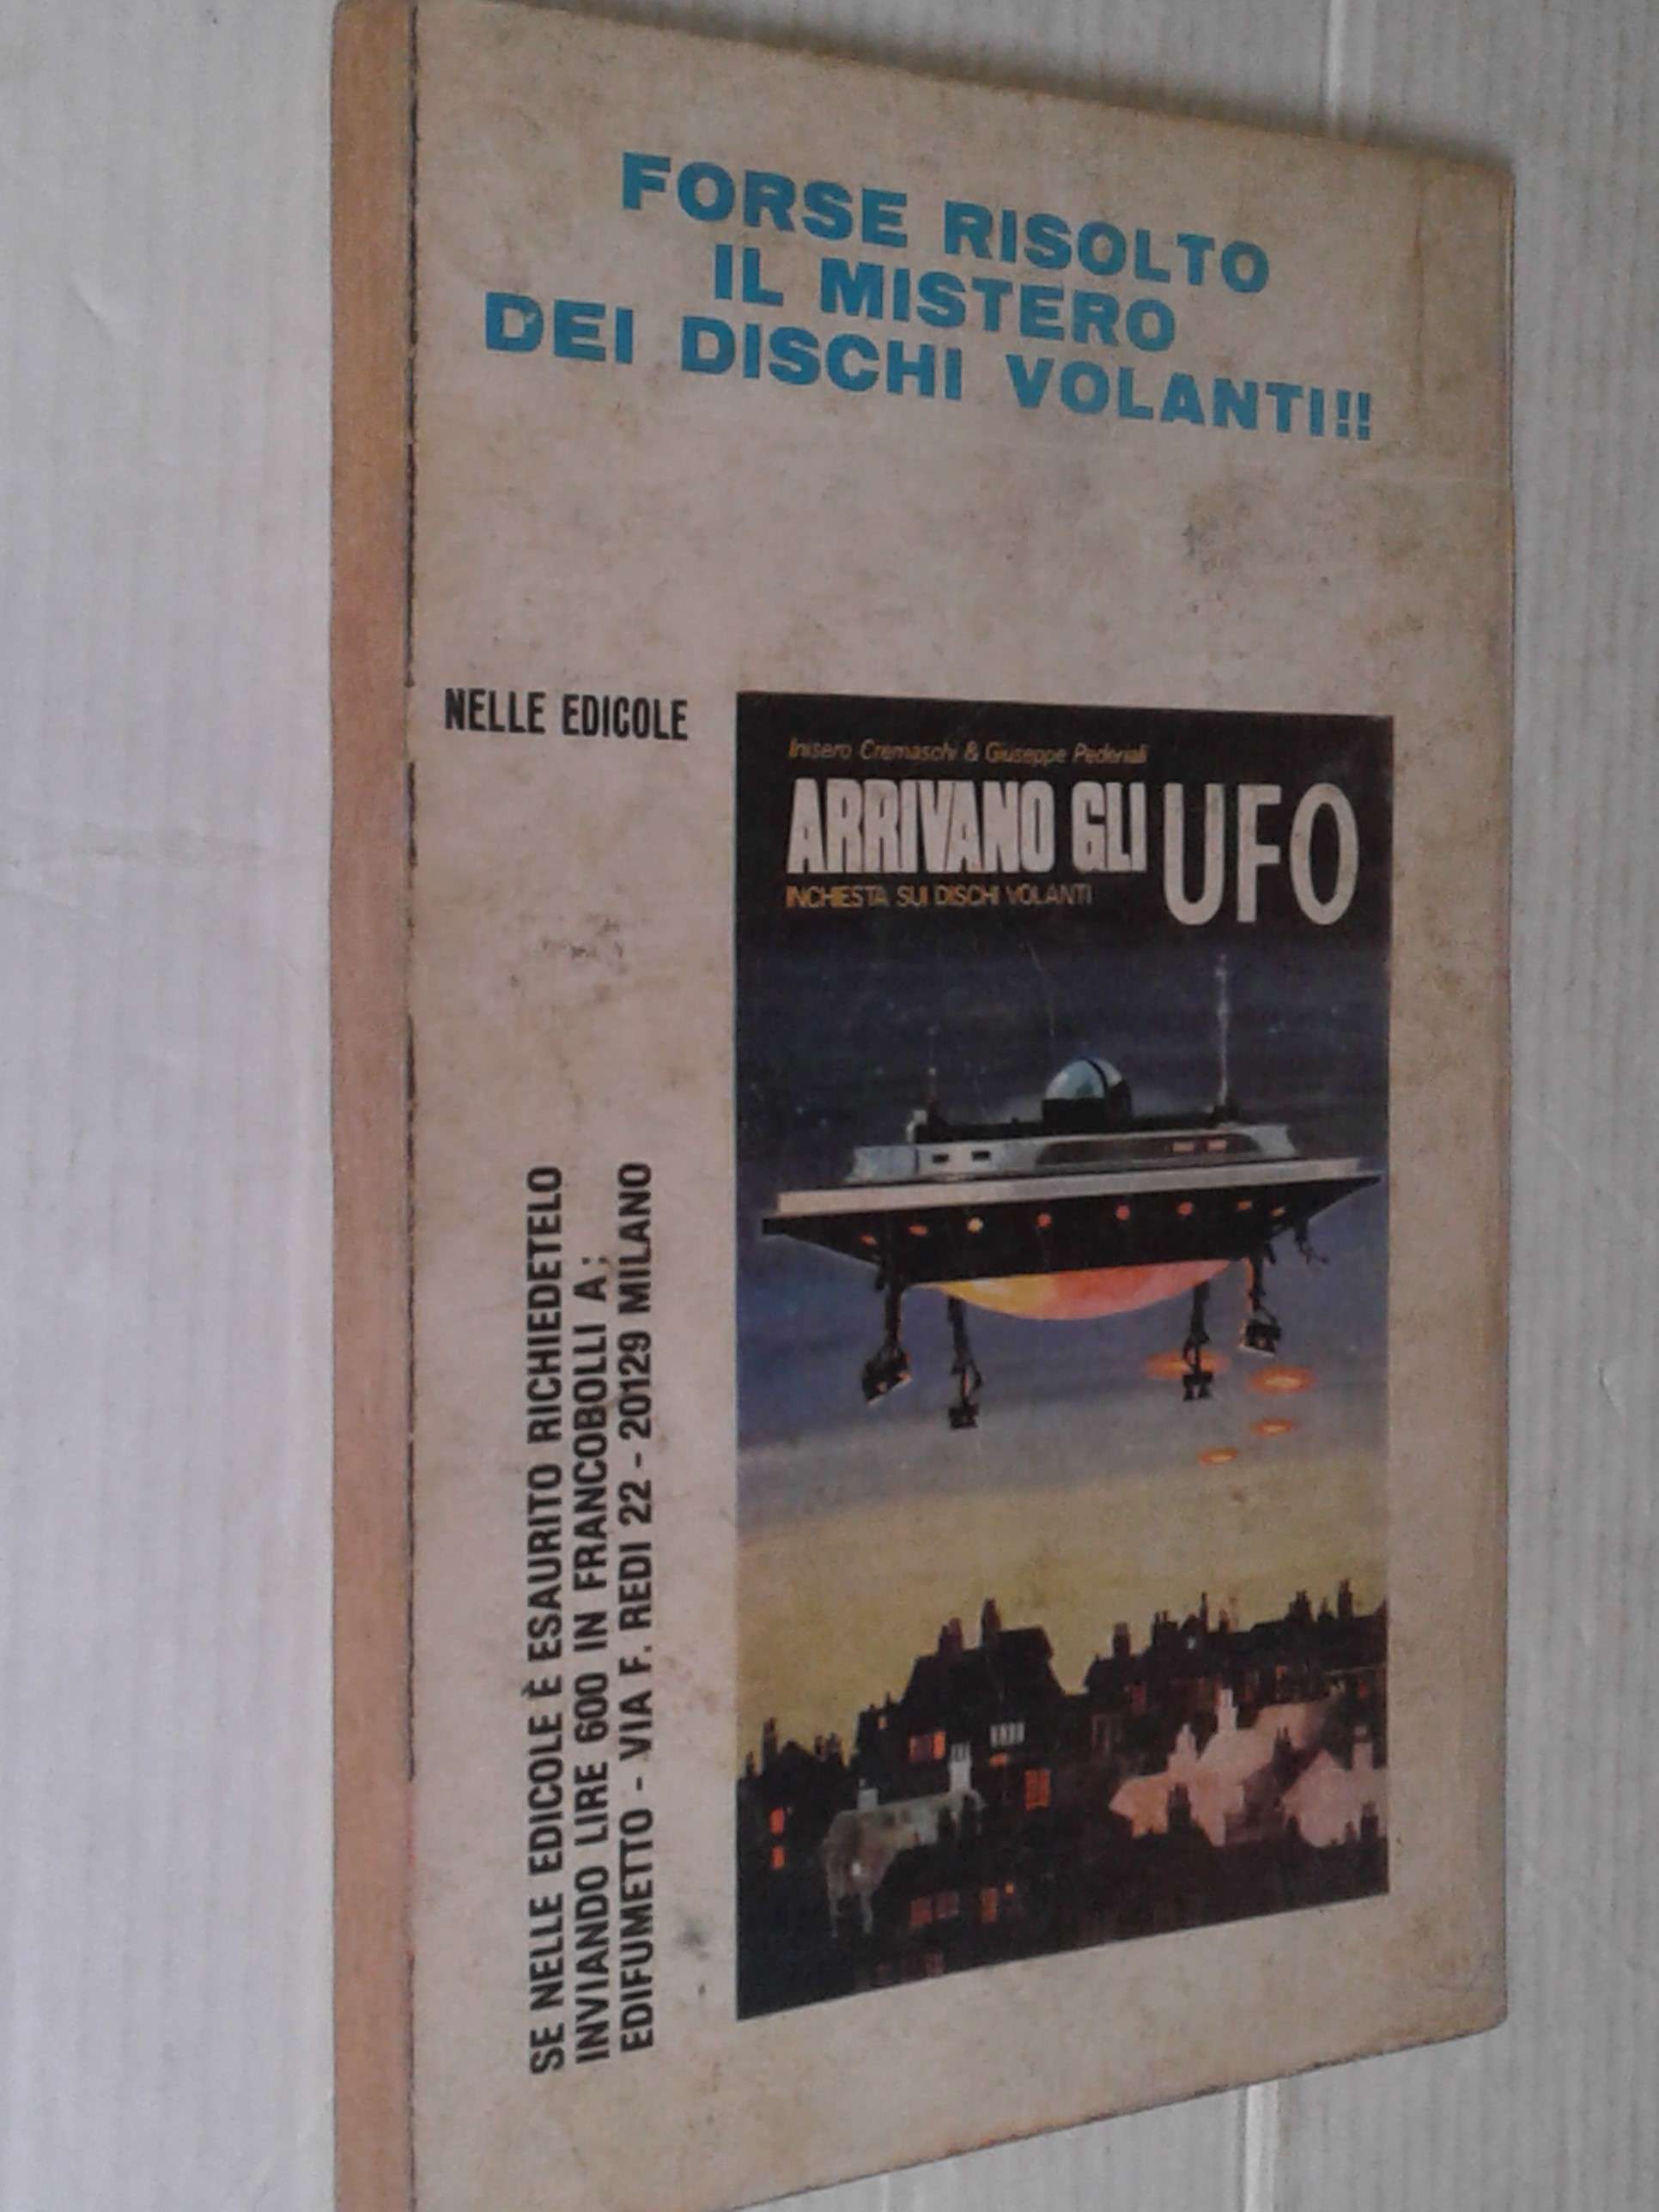 FORSE RISOLTO
IL MISTERO
DEI DISCHI VOLANTI!!
NELLE EDICOLE
Inisero Cremaschi & Giuseppe Pederiali
ARRIVANO GLI UFO
INCHIESTA SUI DISCHI VOLANTI
SE NELLE EDICOLE È ESAURITO RICHIEDETELO
INVIANDO LIRE 600 IN FRANCOBOLLI A:
EDIFUMETTO - VIA F. REDI 22 - 20129 MILANO